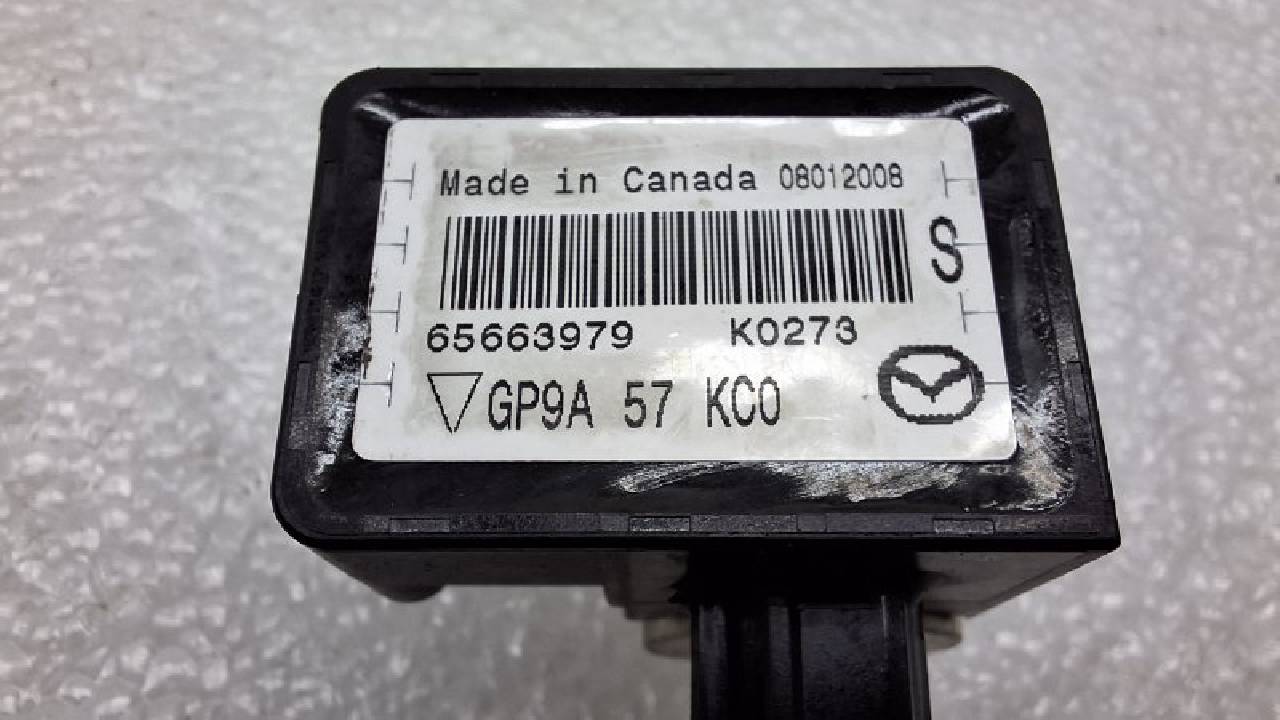 Made in Canada 08012008
S
65663979 K0273
GP9A 57 KC0